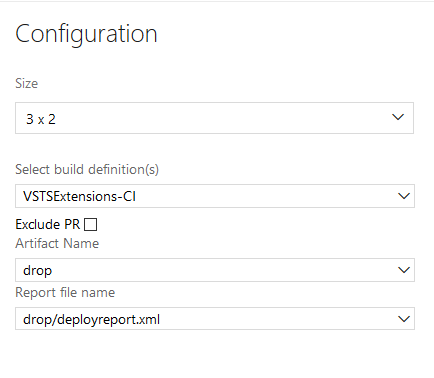 Configuration
Size
3 x 2
Select build definition(s)
VSTSExtensions-CI
Exclude PR
Artifact Name
drop
Report file name
drop/deployreport.xml